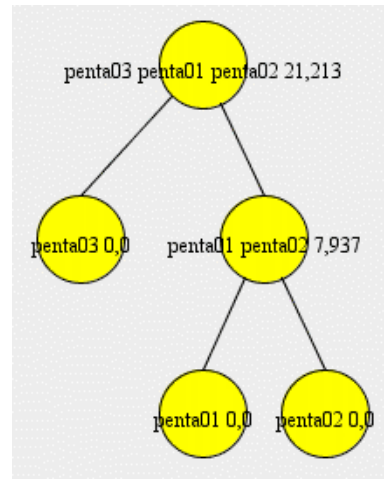 penta03 penta01 penta02 21,213
penta03 0,0
penta01 penta02 7,937
penta01 0,0
penta02 0,0